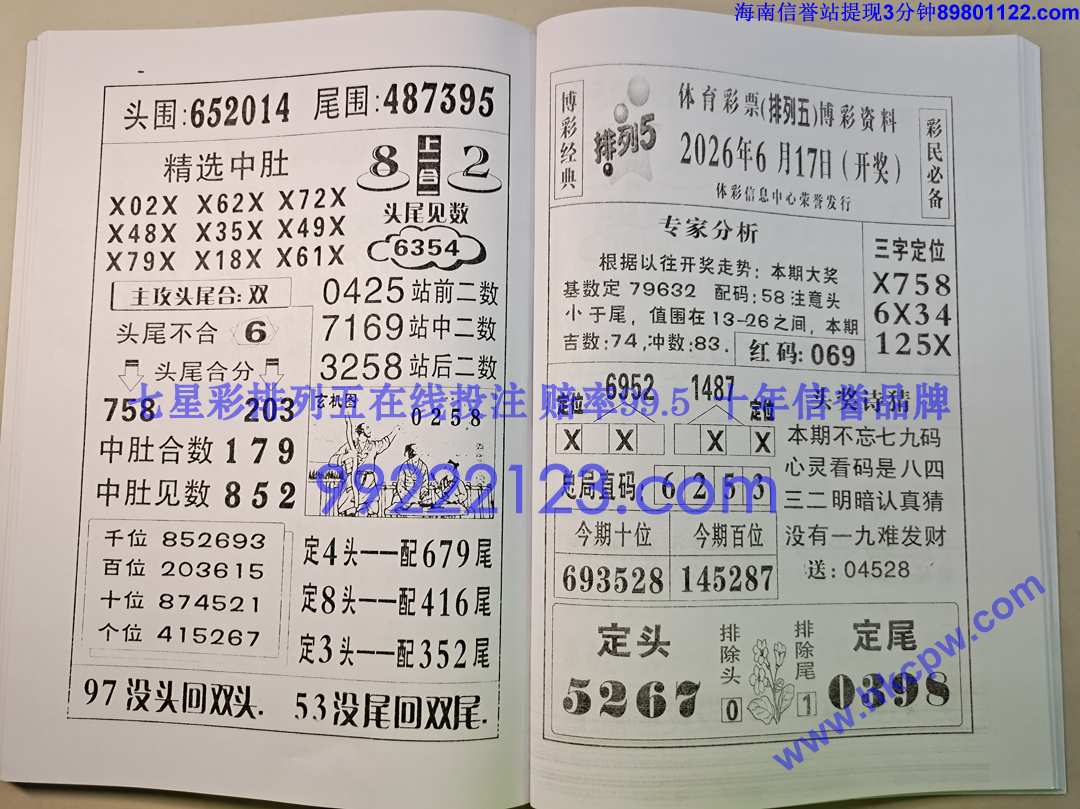 海南信誉站提现3分钟89801122.com
头围:652014 尾围:487395
精选中肚
X02X X62X X72X
X48X X35X X49X
X79X X18X X61X
8 上二合一 2
头尾见数
6354
主攻头尾合:双
头尾不合 6
头尾合分
758 203
中肚合数 179
中肚见数 852
0425站前二数
7169站中二数
3258站后二数
玄机图
0258
千位 852693
百位 203615
十位 874521
个位 415267
定4头——配679尾
定8头——配416尾
定3头——配352尾
97没头回双头.
53没尾回双尾.
博彩经典
排列5
体育彩票(排列五)博彩资料
2026年6月17日(开奖)
体彩信息中心荣誉发行
彩民必备
专家分析
根据以往开奖走势:本期大奖
基数定 79632 配码:58注意头
小于尾,值围在13-26之间,本期
吉数:74,冲数:83.
红码:069
三字定位
X758
6X34
125X
6952 1487
定位 定位
X X X X
总局直码: 6 2 5 3
今期十位 今期百位
693528 145287
头奖诗猜
本期不忘七九码
心灵看码是八四
三二明暗认真猜
没有一九难发财
送:04528
定头
5267
排除头
0
排除尾
1
定尾
0398
七星彩排列五在线投注 赔率99.5 十年信誉品牌
99222123.com
www.hkcpw.com